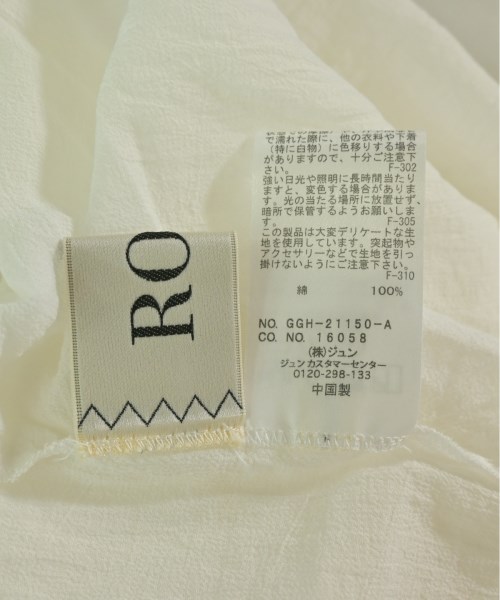 RO
で濡れた際に、他の衣料や下着
(特に白物)に色移りする場合
がありますので、十分ご注意下
さい。
F-302
強い日光や照明に長時間当たり
ますと、変色する場合がありま
す。光の当たる場所に放置せず、
暗所で保管するようお願いしま
す。
F-305
この製品は大変デリケートな生
地を使用しています。突起物や
アクセサリーなどで生地を引っ
掛けないようにご注意下さい。
F-310
綿 100%
NO. GGH-21150-A
CO. NO. 16058
(株)ジュン
ジュンカスタマーセンター
0120-298-133
中国製